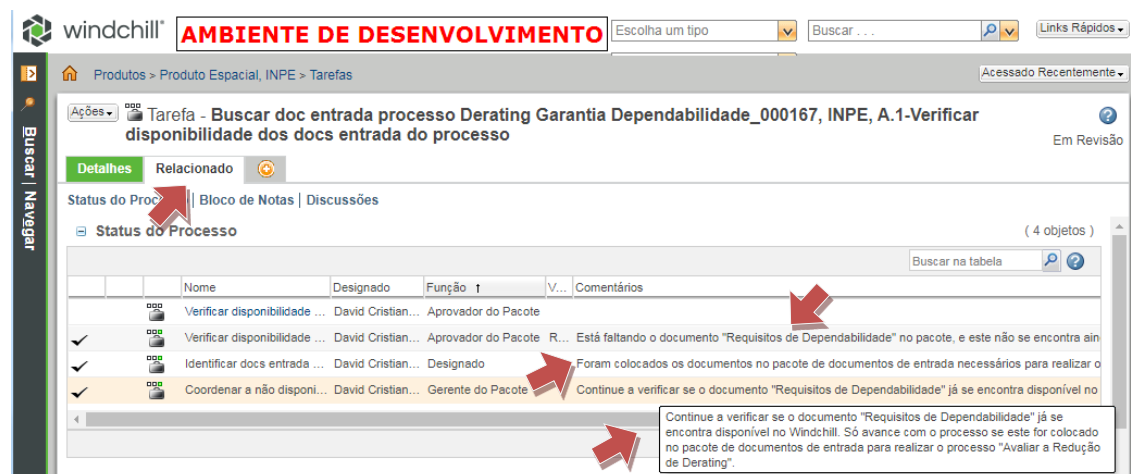 windchill® AMBIENTE DE DESENVOLVIMENTO Escolha um tipo Buscar . . . Links Rápidos
Produtos > Produto Espacial, INPE > Tarefas Acessado Recentemente
Ações Tarefa - Buscar doc entrada processo Derating Garantia Dependabilidade_000167, INPE, A.1-Verificar
disponibilidade dos docs entrada do processo
Em Revisão
Buscar | Navegar
Detalhes Relacionado
Status do | Bloco de Notas | Discussões
Status do Processo ( 4 objetos )
Buscar na tabela
Nome Designado Função ↑ V... Comentários
Verificar disponibilidade ... David Cristian... Aprovador do Pacote
Verificar disponibilidade ... David Cristian... Aprovador do Pacote R... Está faltando o documento "Requisitos de Dependabilidade" no pacote, e este não se encontra ain
Identificar docs entrada ... David Cristian... Designado Foram colocados os documentos no pacote de documentos de entrada necessários para realizar o
Coordenar a não disponi... David Cristian... Gerente do Pacote Continue a verificar se o documento "Requisitos de Dependabilidade" já se encontra disponível no
Continue a verificar se o documento "Requisitos de Dependabilidade" já se
encontra disponível no Windchill. Só avance com o processo se este for colocado
no pacote de documentos de entrada para realizar o processo "Avaliar a Redução
de Derating".